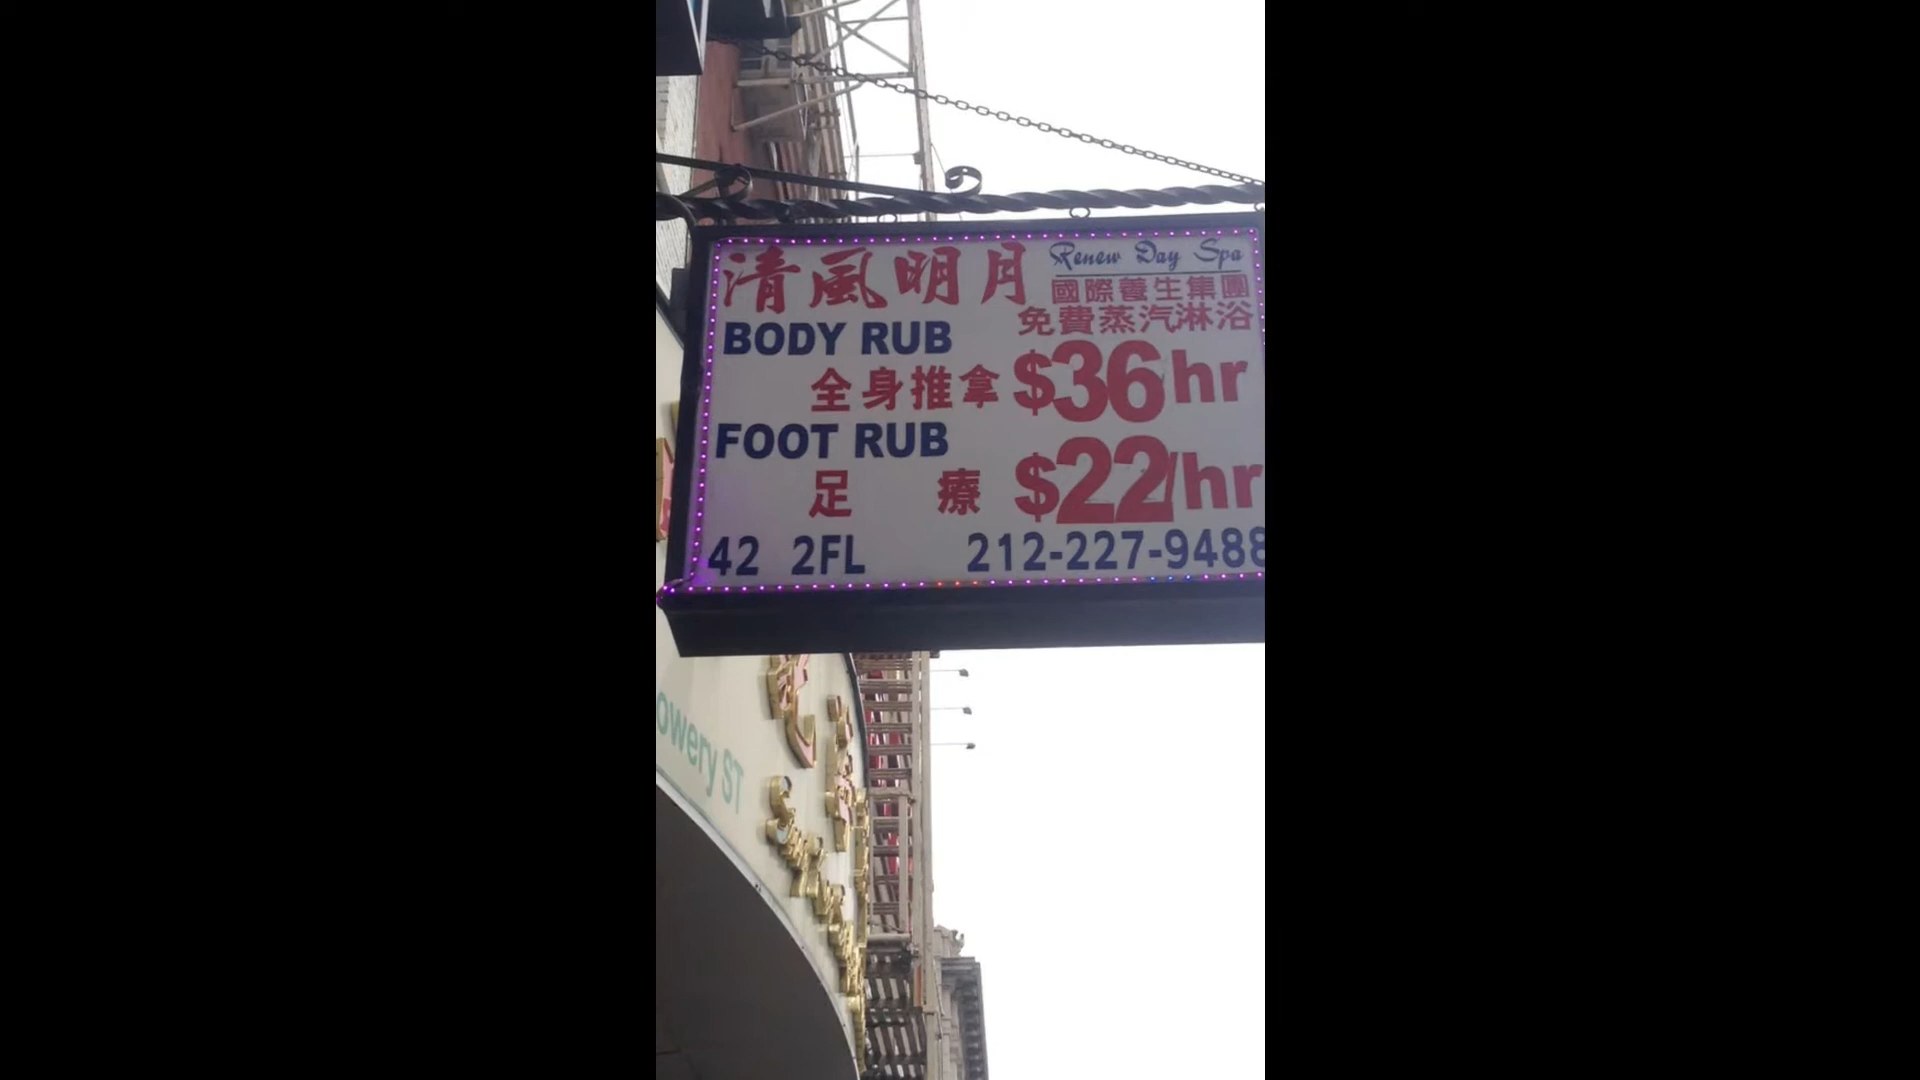 清風明月 Renew Day Spa
國際養生集團
免費蒸汽淋浴
BODY RUB
全身推拿 $36hr
FOOT RUB
足療 $22/hr
42 2FL 212-227-9488
owery ST